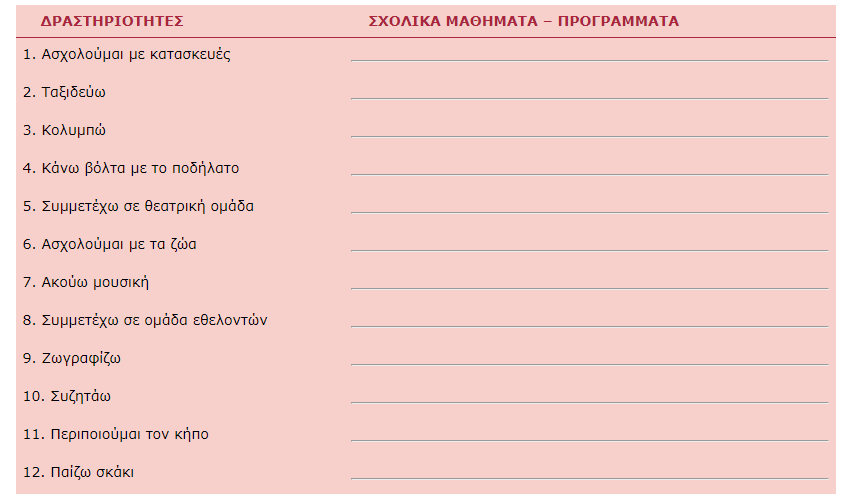 ΔΡΑΣΤΗΡΙΟΤΗΤΕΣ ΣΧΟΛΙΚΑ ΜΑΘΗΜΑΤΑ – ΠΡΟΓΡΑΜΜΑΤΑ
1. Ασχολούμαι με κατασκευές
2. Ταξιδεύω
3. Κολυμπώ
4. Κάνω βόλτα με το ποδήλατο
5. Συμμετέχω σε θεατρική ομάδα
6. Ασχολούμαι με τα ζώα
7. Ακούω μουσική
8. Συμμετέχω σε ομάδα εθελοντών
9. Ζωγραφίζω
10. Συζητάω
11. Περιποιούμαι τον κήπο
12. Παίζω σκάκι